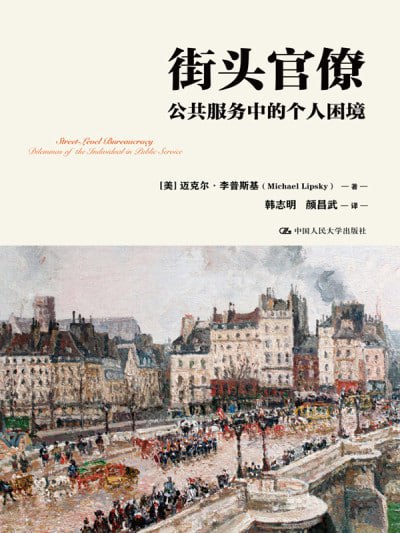 街头官僚
公共服务中的个人困境
Street-Level Bureaucracy
Dilemmas of the Individual in Public Service
[美] 迈克尔·李普斯基(Michael Lipsky) —著—
韩志明 颜昌武 —译—
中国人民大学出版社